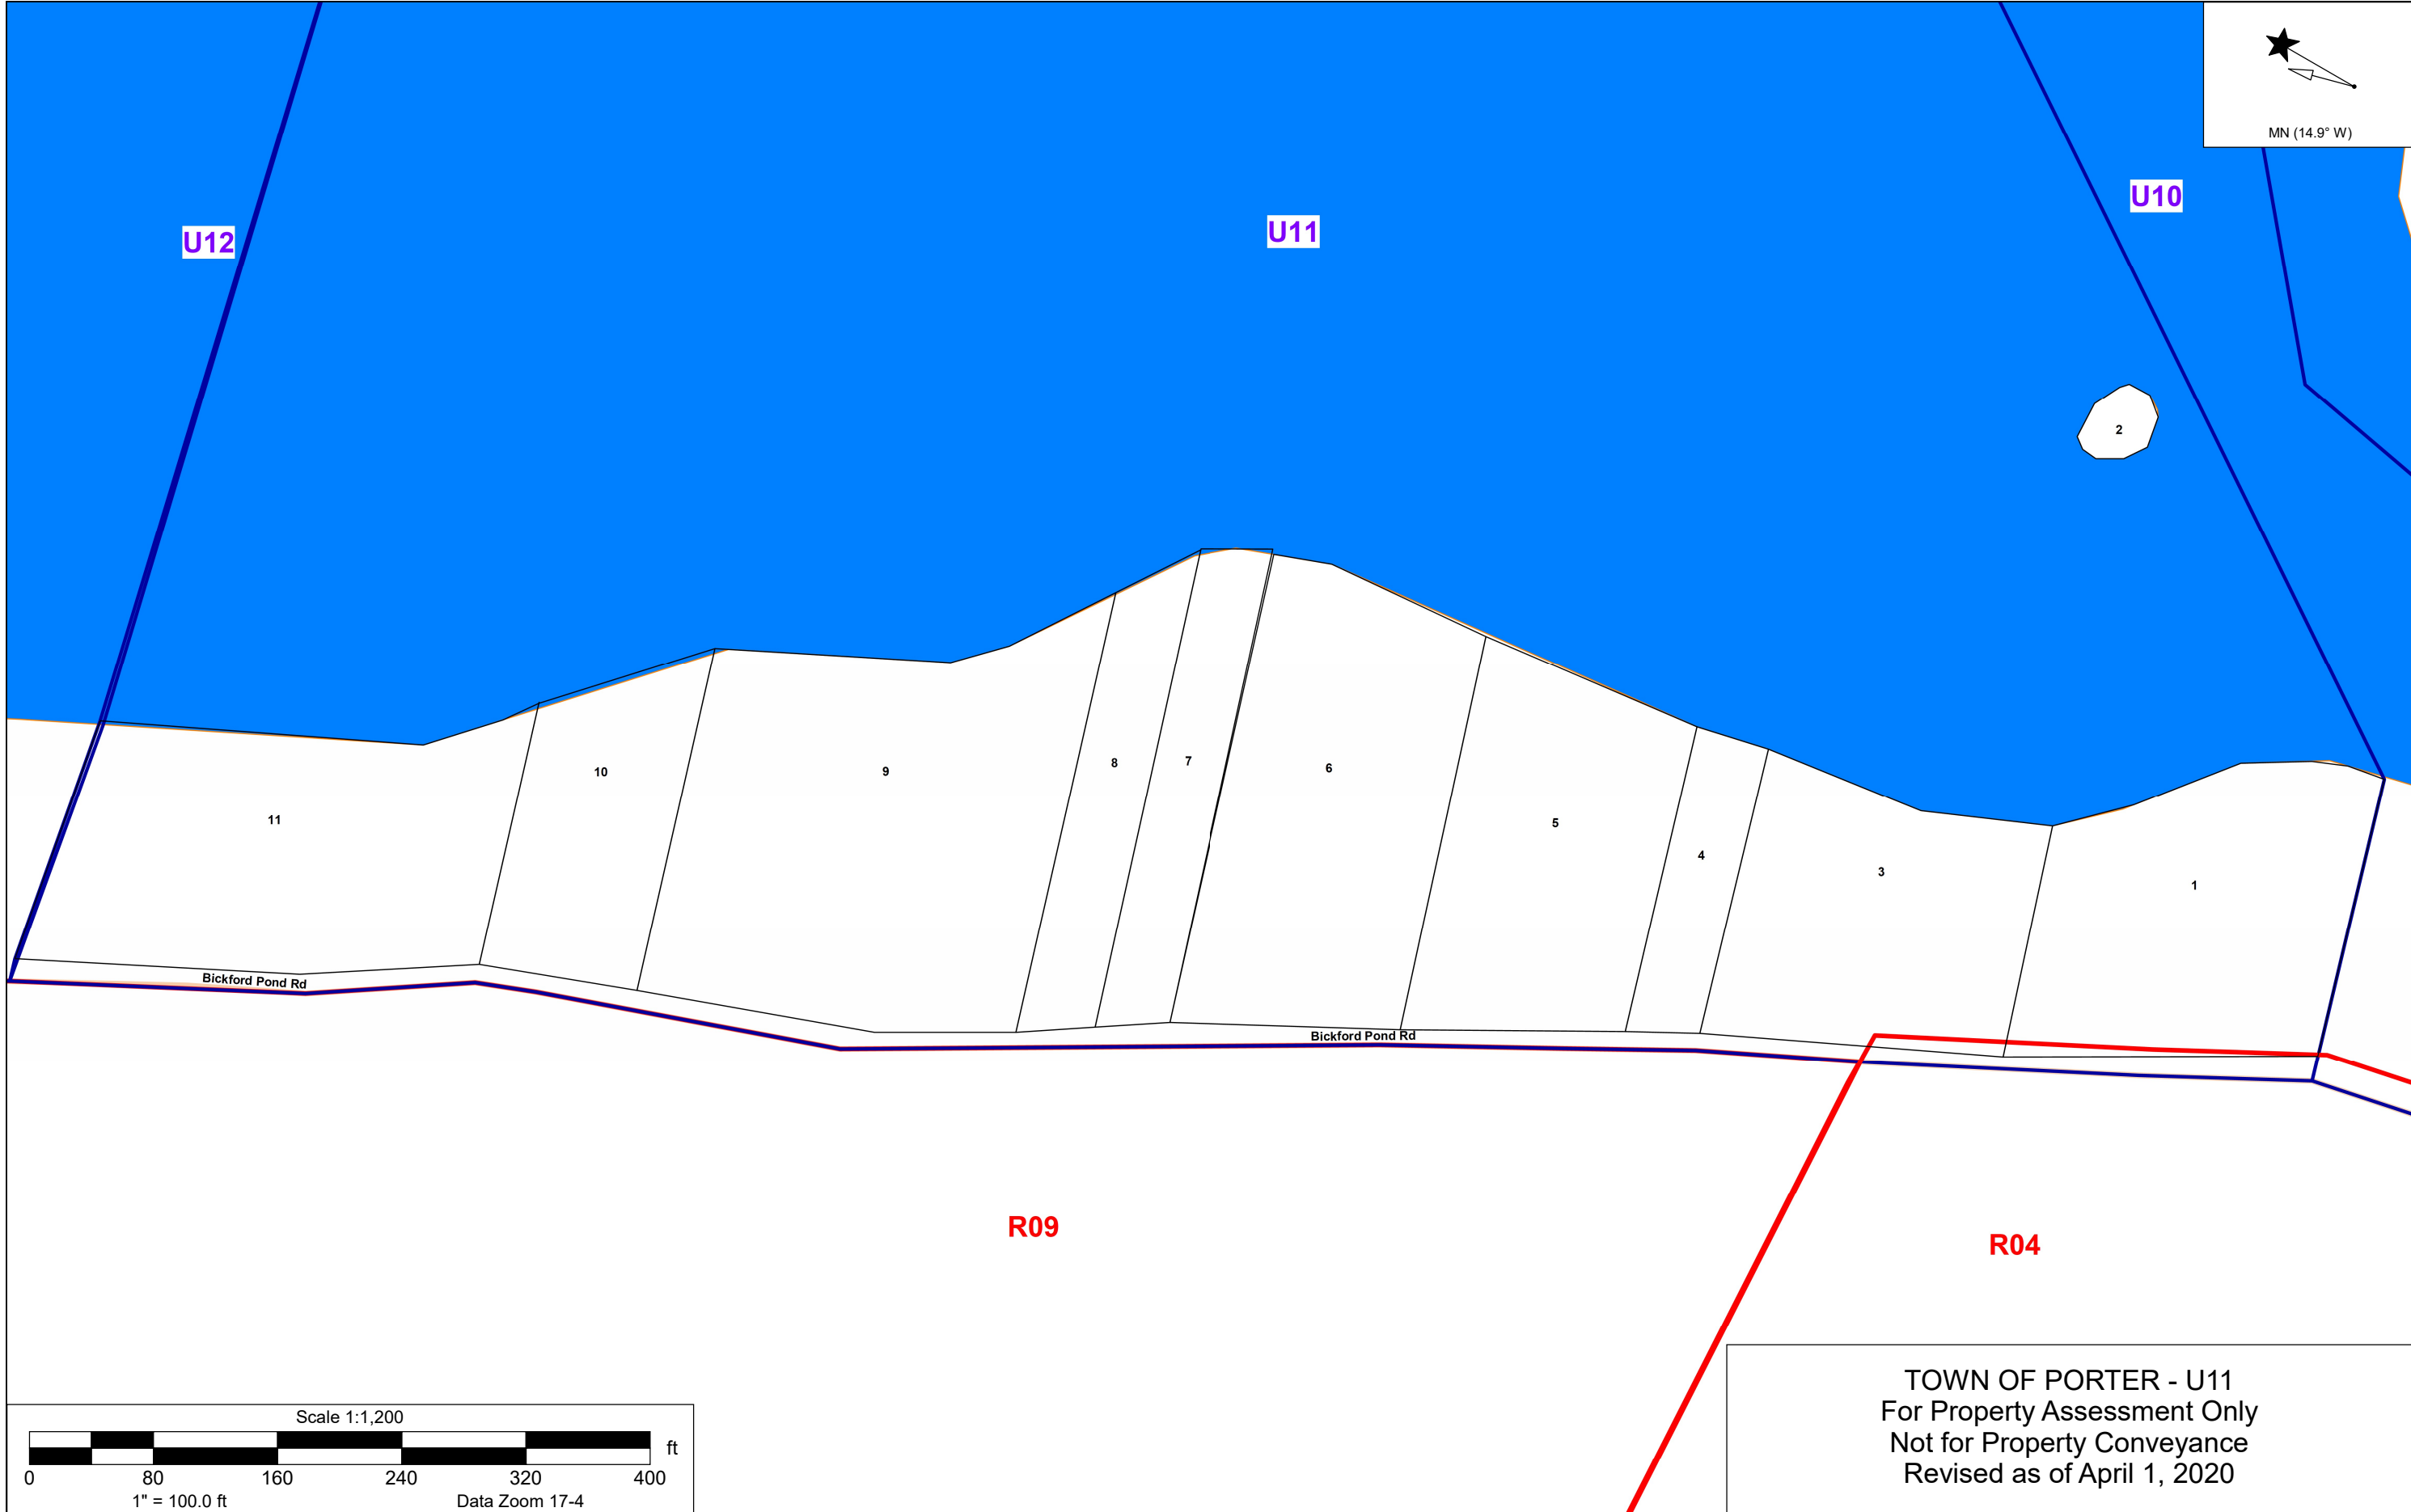 MN (14.9° W)
U10
U11
U12
2
8
7
6
10
9
11
5
4
3
1
Bickford Pond Rd
Bickford Pond Rd
R09
R04
TOWN OF PORTER - U11
For Property Assessment Only
Not for Property Conveyance
Revised as of April 1, 2020
Scale 1:1,200
ft
0 80 160 240 320 400
1" = 100.0 ft Data Zoom 17-4